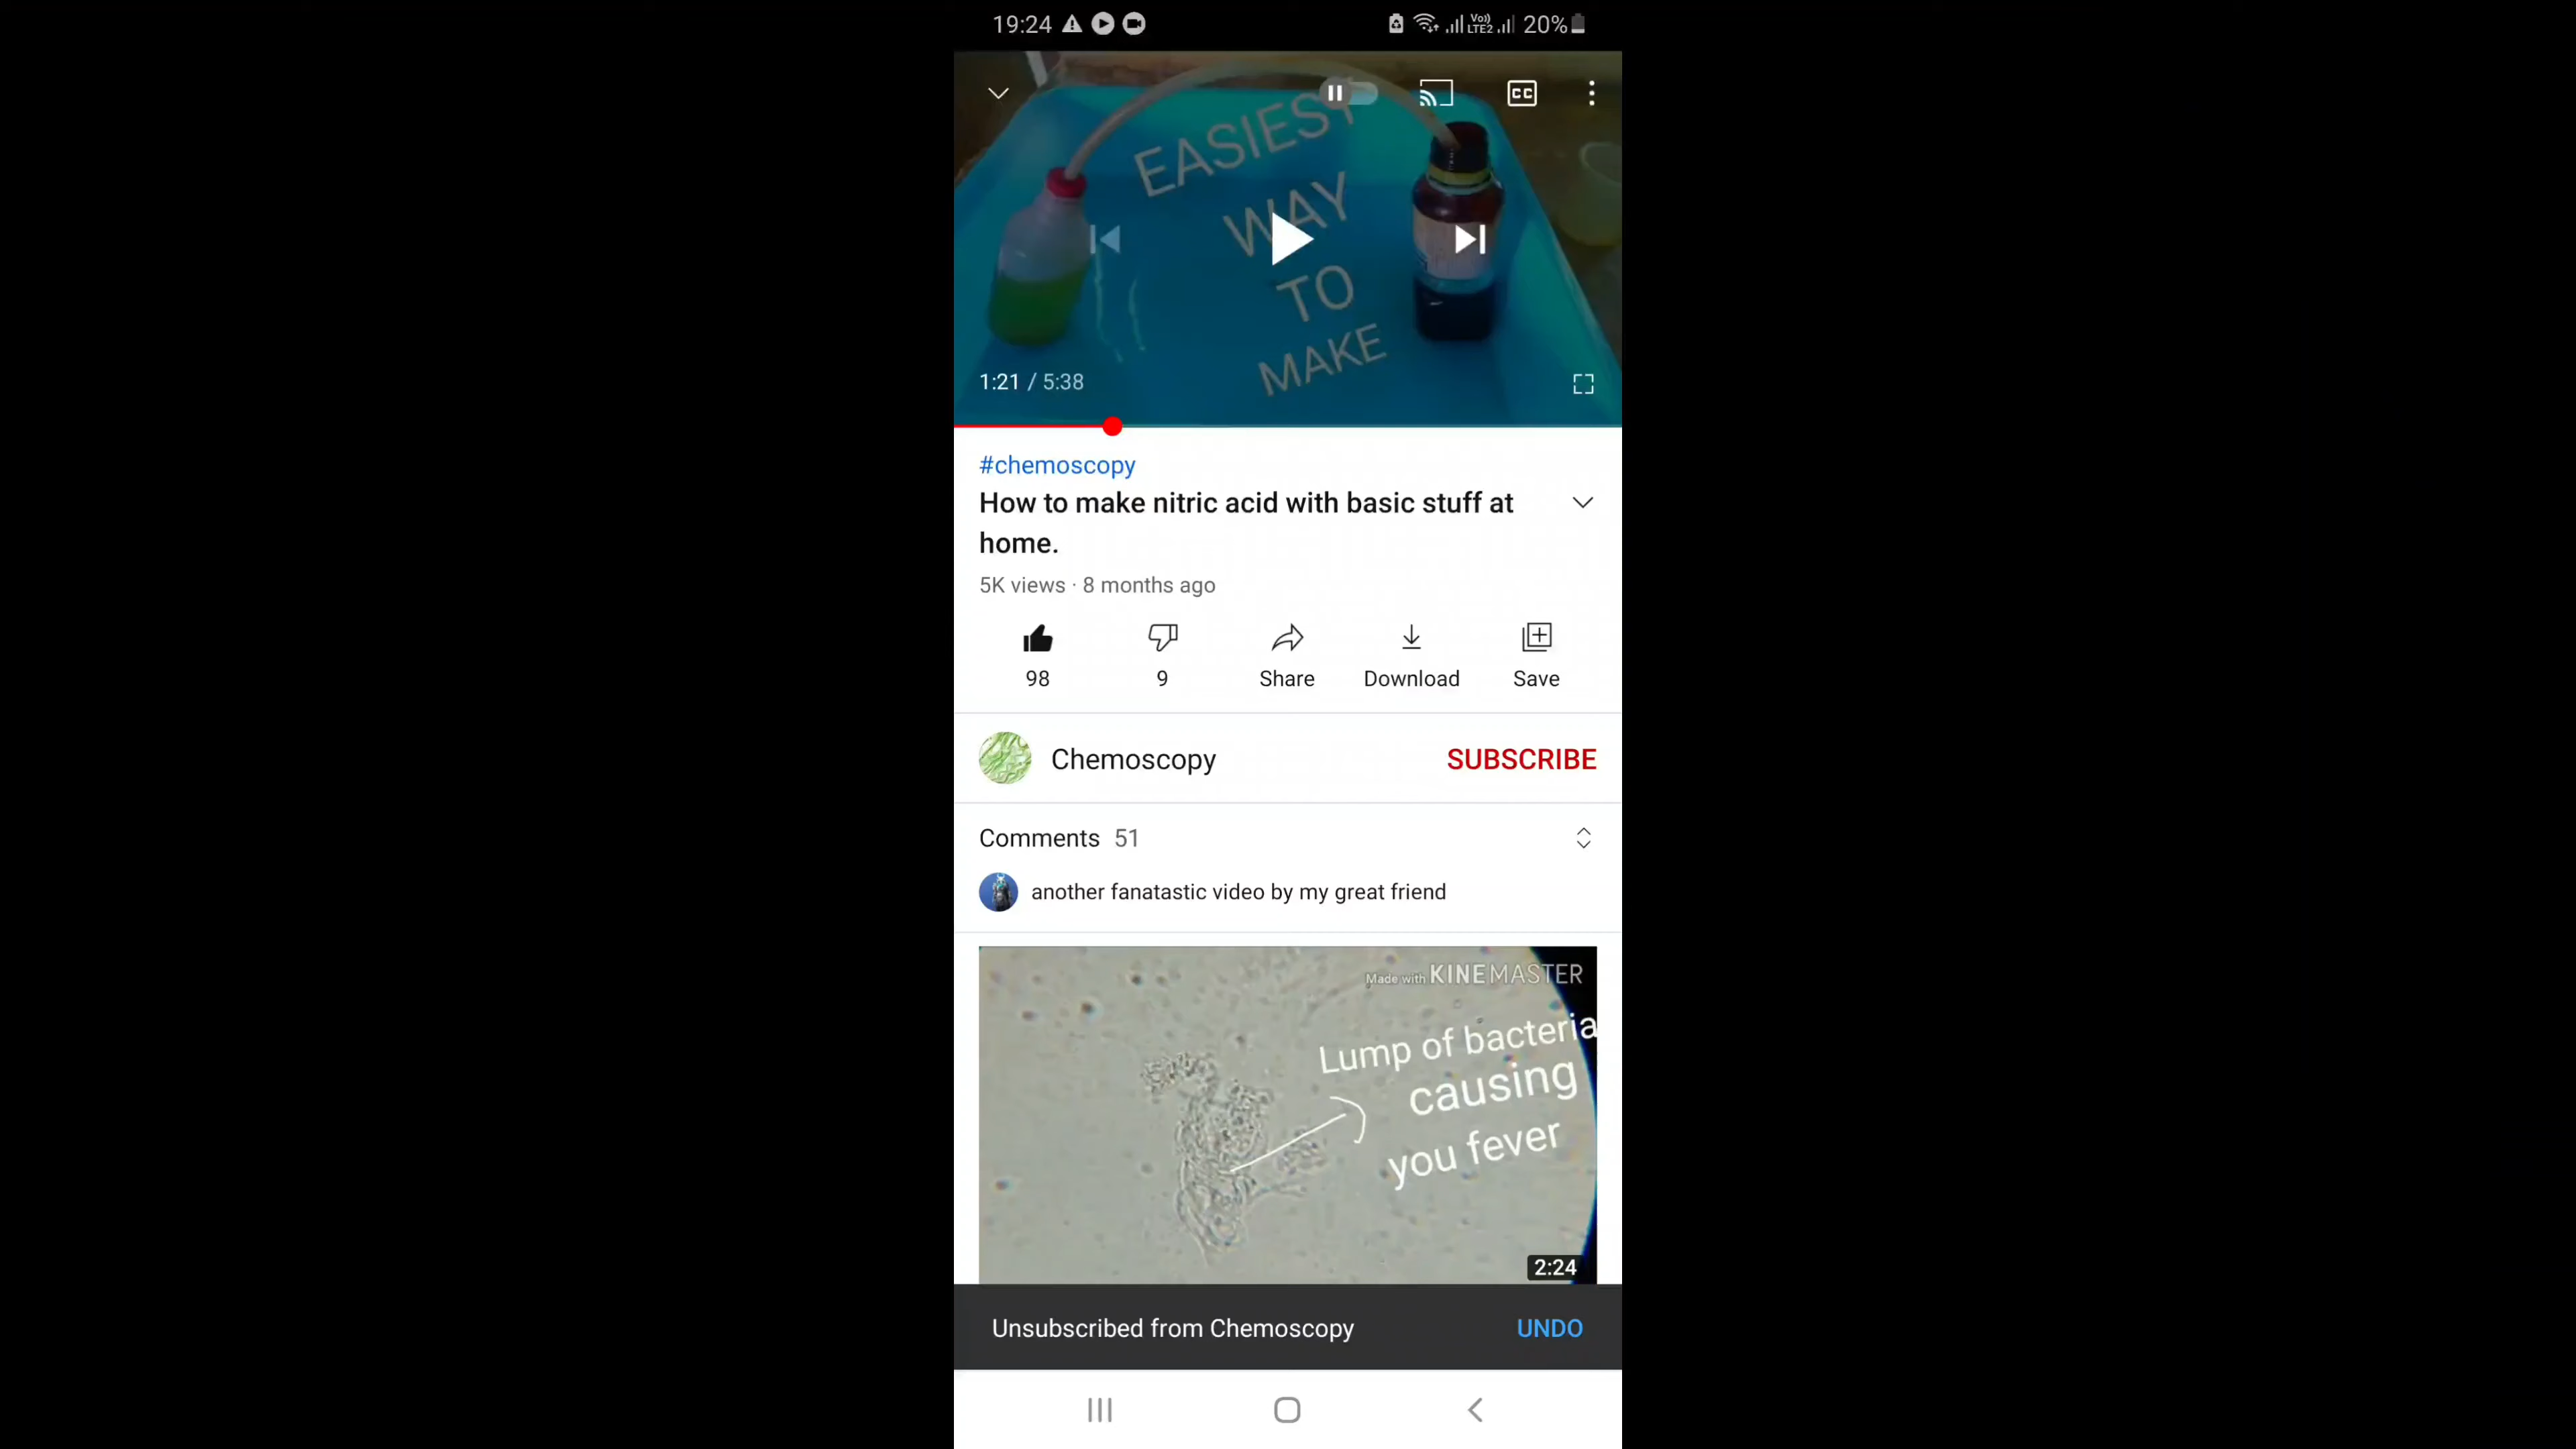 19:24
Vo))
LTE2
20%
EASIEST
WAY
TO
MAKE
1:21 / 5:38
#chemoscopy
How to make nitric acid with basic stuff at
home.
5K views · 8 months ago
98
9
Share
Download
Save
Chemoscopy
SUBSCRIBE
Comments 51
another fanatastic video by my great friend
Made with KINEMASTER
Lump of bacteria
causing
you fever
2:24
Unsubscribed from Chemoscopy
UNDO